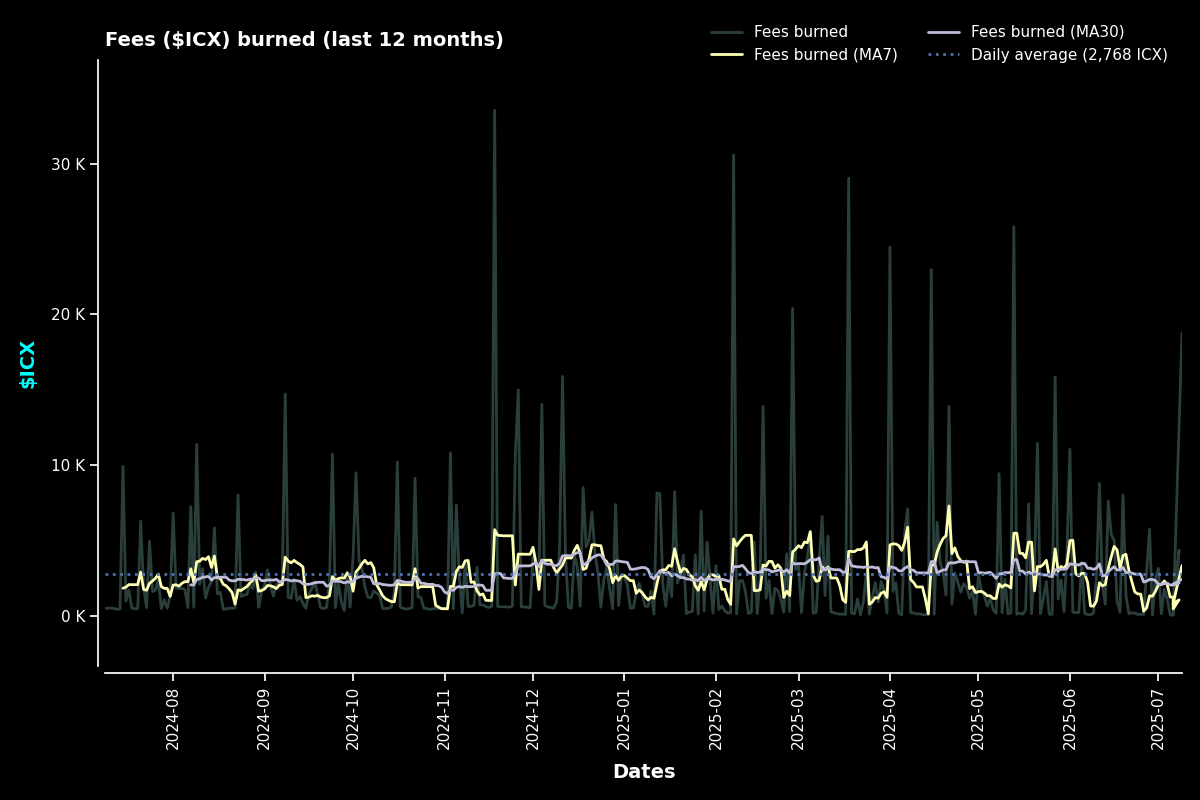 Fees ($ICX) burned (last 12 months)
Fees burned
Fees burned (MA7)
Fees burned (MA30)
Daily average (2,768 ICX)
$ICX
30 K
20 K
10 K
0 K
2024-08
2024-09
2024-10
2024-11
2024-12
2025-01
2025-02
2025-03
2025-04
2025-05
2025-06
2025-07
Dates